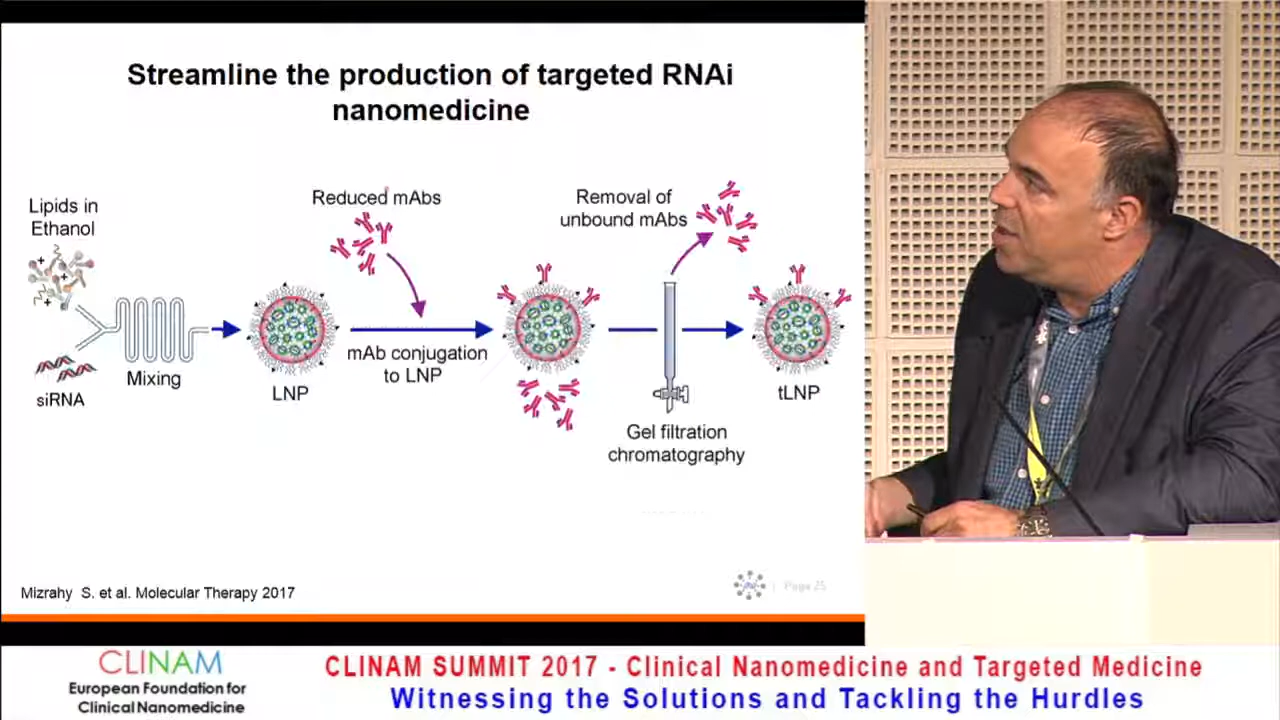 Streamline the production of targeted RNAi
nanomedicine
Lipids in
Ethanol
siRNA
Mixing
LNP
Reduced mAbs
mAb conjugation
to LNP
Removal of
unbound mAbs
Gel filtration
chromatography
tLNP
Mizrahy S. et al. Molecular Therapy 2017
Page 25
CLINAM
European Foundation for
Clinical Nanomedicine
CLINAM SUMMIT 2017 - Clinical Nanomedicine and Targeted Medicine
Witnessing the Solutions and Tackling the Hurdles